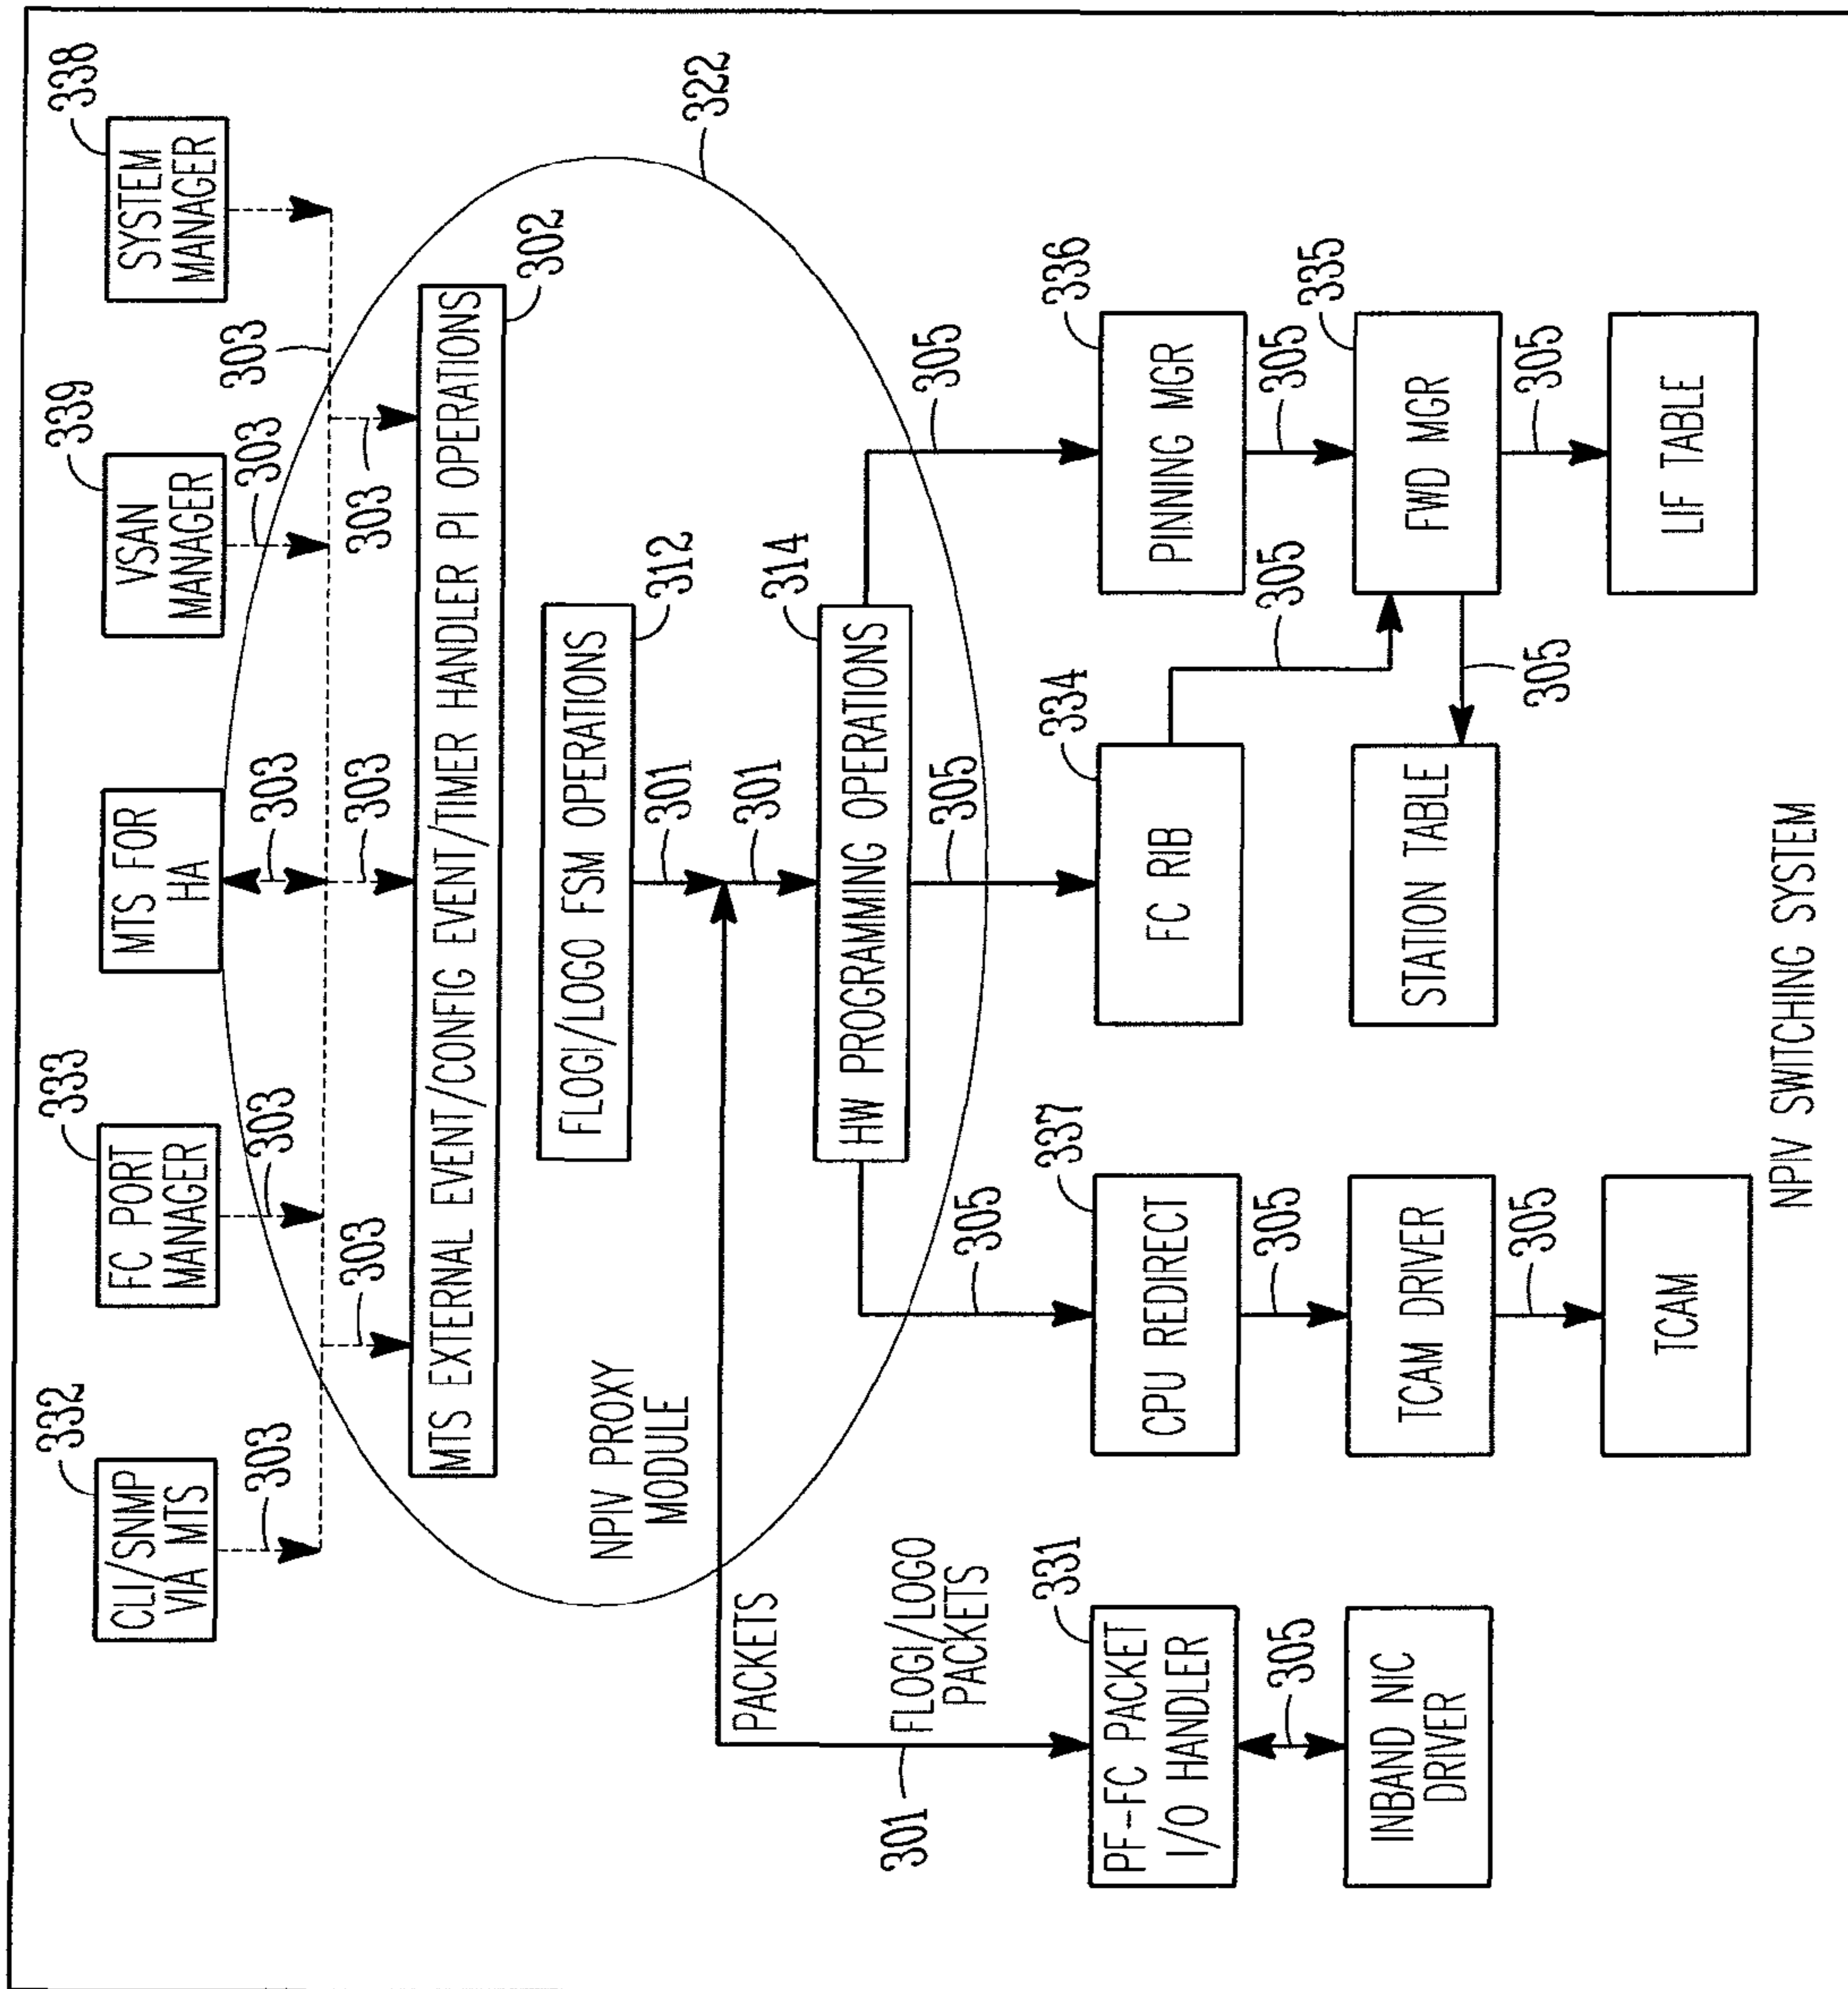 332
333
339
338
CLI/SNMP
VIA MTS
FC PORT
MANAGER
MTS FOR
HA
VSAN
MANAGER
SYSTEM
MANAGER
303
303
303
303
303
303
303
303
322
MTS EXTERNAL EVENT/CONFIG EVENT/TIMER HANDLER PI OPERATIONS
302
NPIV PROXY
MODULE
FLOGI/LOGO FSM OPERATIONS
312
301
301
PACKETS
HW PROGRAMMING OPERATIONS
314
301
FLOGI/LOGO
PACKETS
305
305
305
331
337
334
336
PF-FC PACKET
I/O HANDLER
CPU REDIRECT
FC RIB
PINNING MGR
305
305
305
305
335
INBAND NIC
DRIVER
TCAM DRIVER
STATION TABLE
FWD MGR
305
305
305
TCAM
LIF TABLE
NPIV SWITCHING SYSTEM